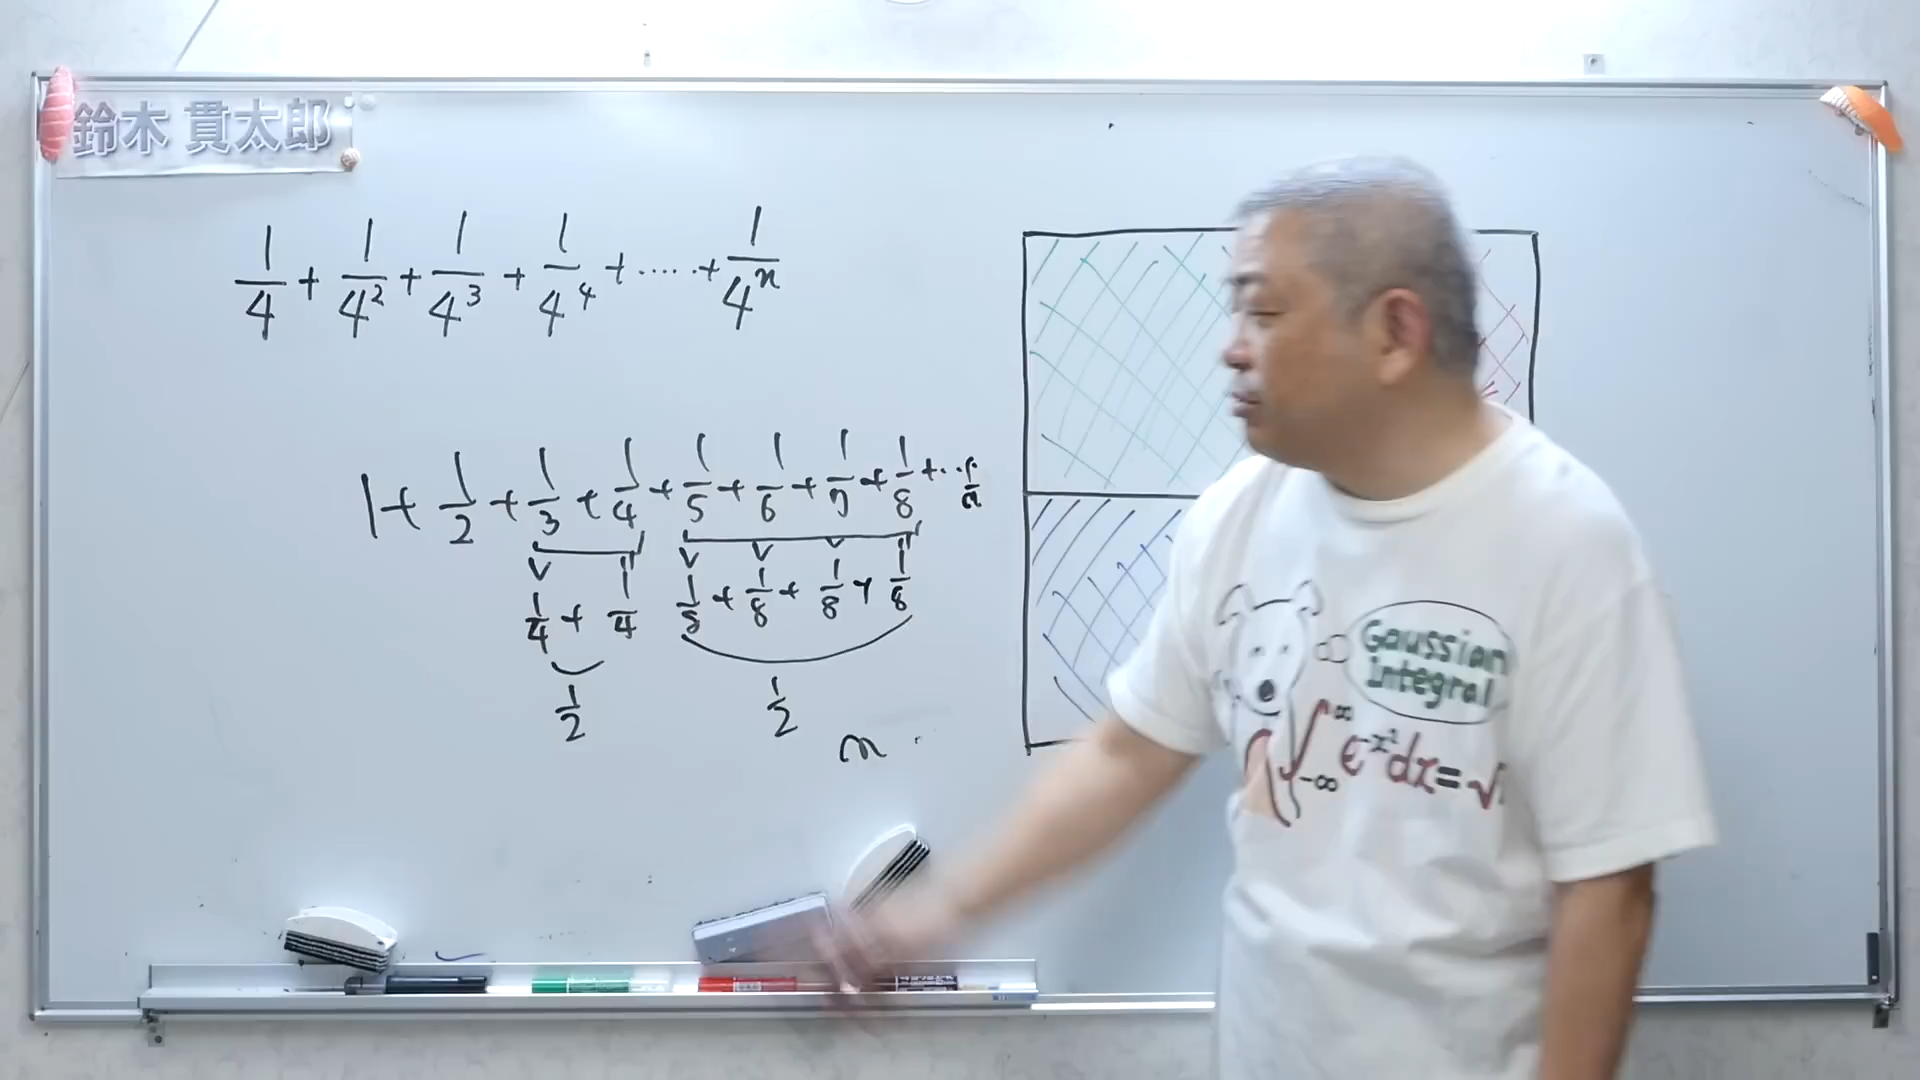 鈴木 貫太郎
1/4 + 1/4² + 1/4³ + 1/4⁴ + ····· + 1/4ⁿ
1 + 1/2 + 1/3 + 1/4 + 1/5 + 1/6 + 1/7 + 1/8 + ··· 1/n
1/4 + 1/4 1/8 + 1/8 + 1/8 + 1/8
1/2 1/2
n
Gaussian
Integral
∫ ∞ -∞ e^-x² dx = √